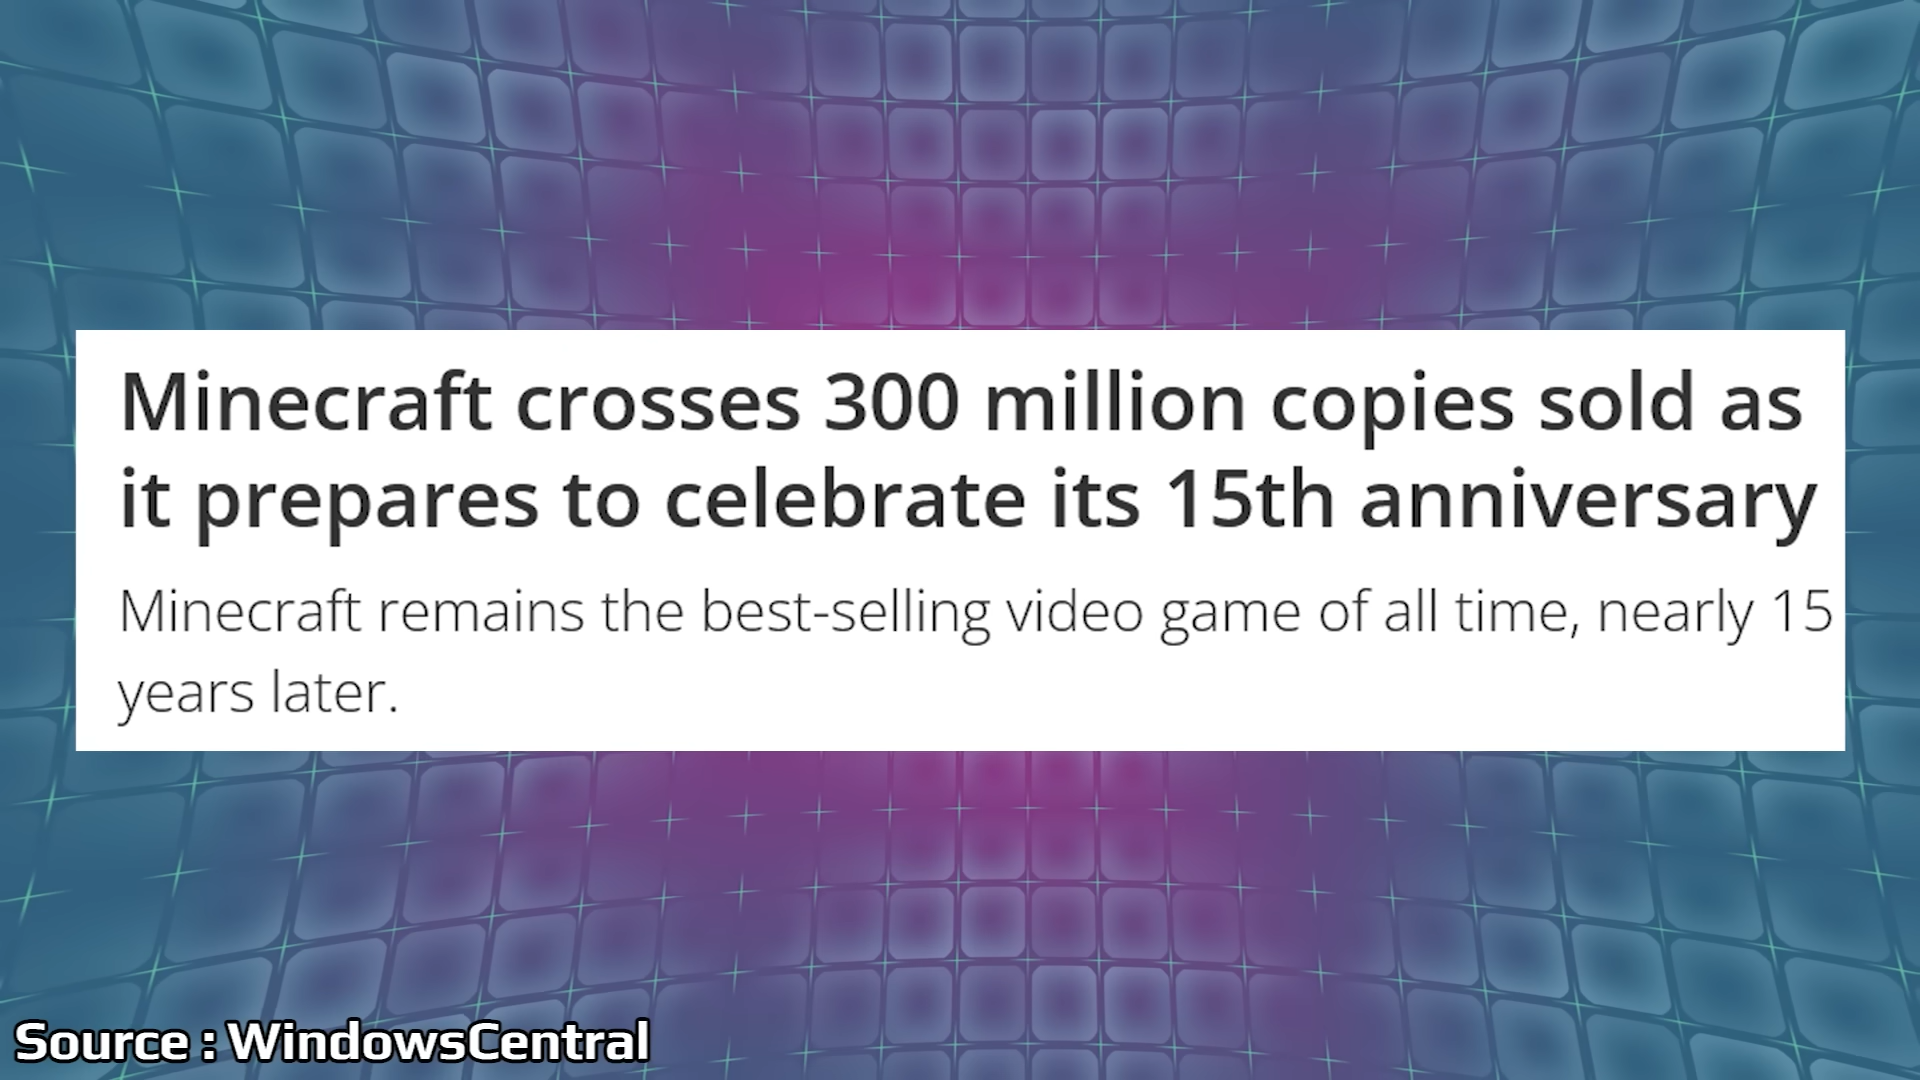 Minecraft crosses 300 million copies sold as
it prepares to celebrate its 15th anniversary
Minecraft remains the best-selling video game of all time, nearly 15
years later.
Source : WindowsCentral